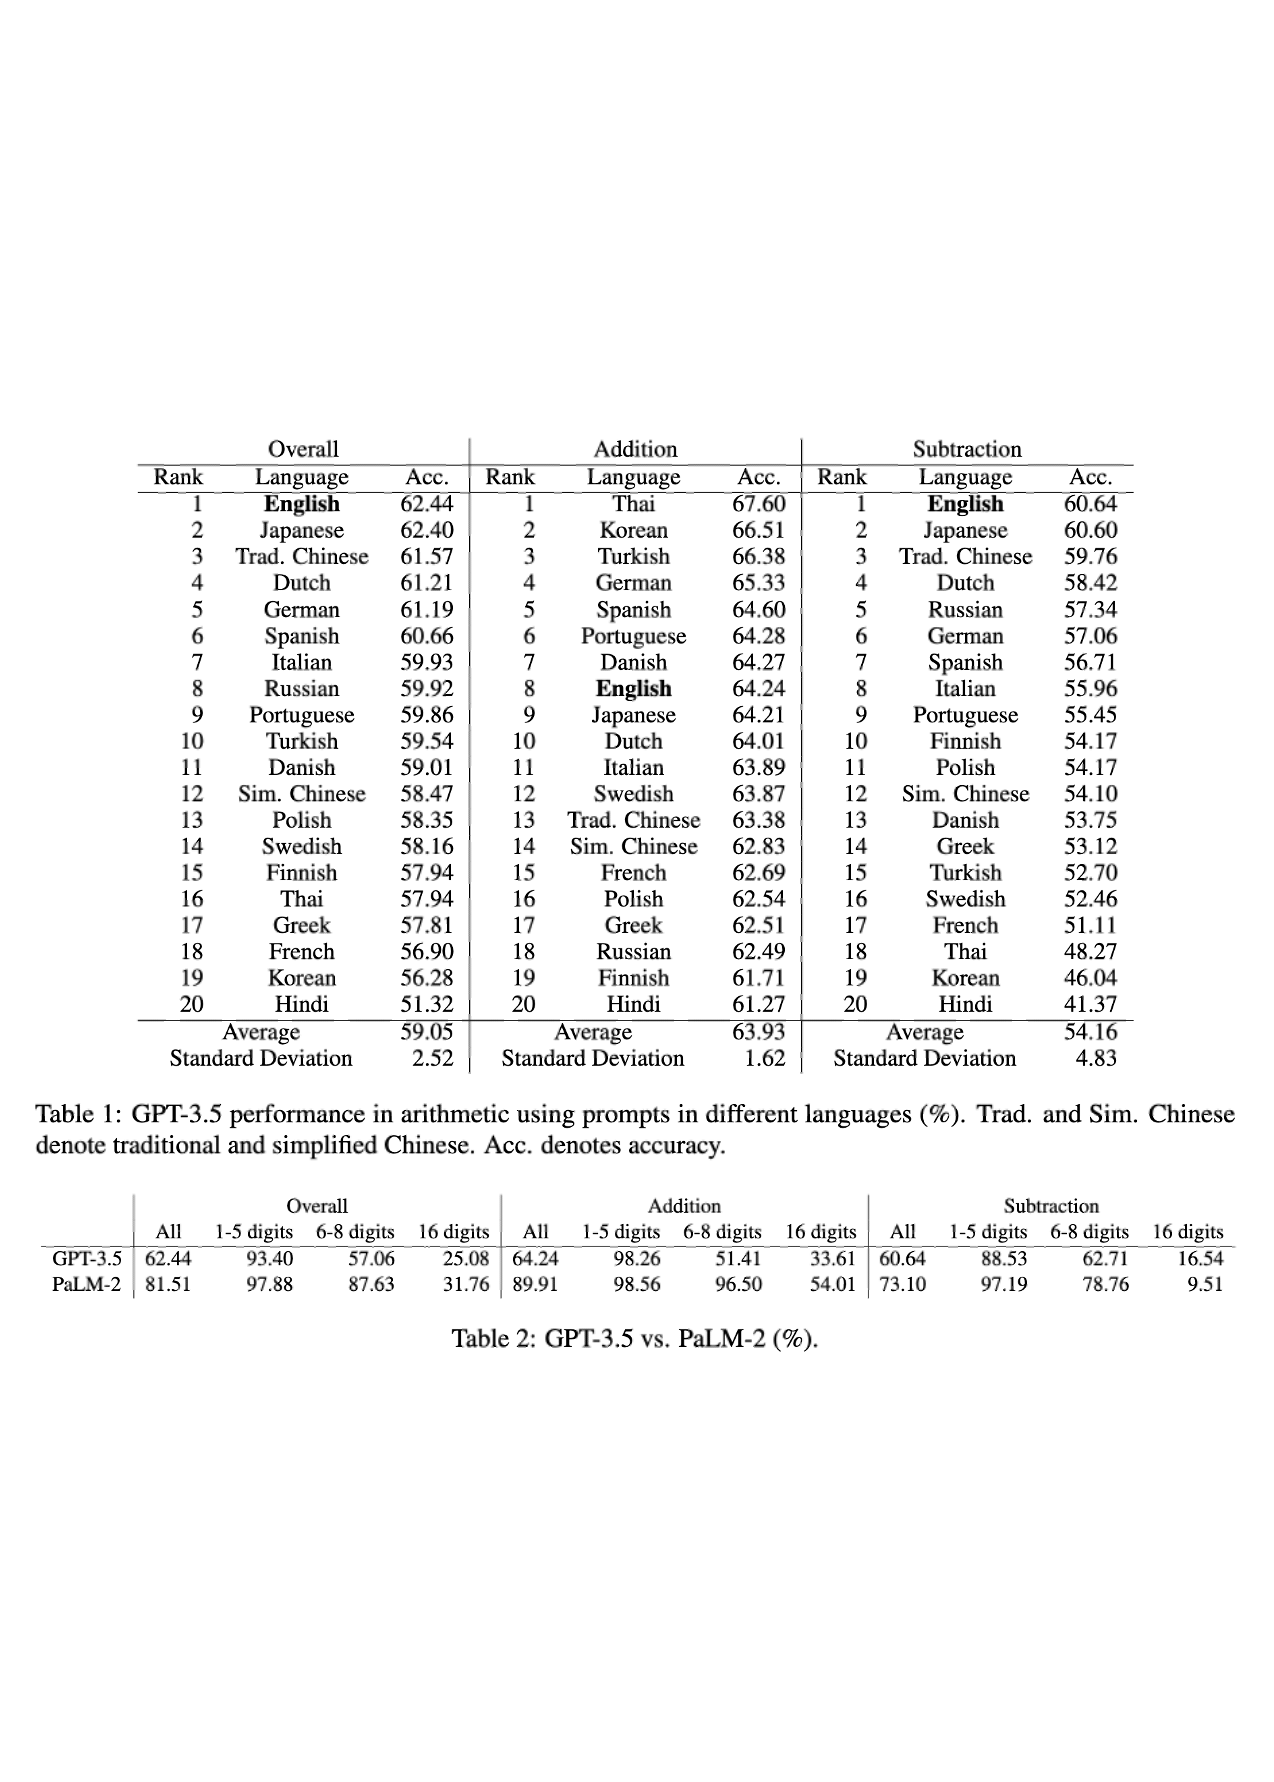 Overall Addition Subtraction
Rank Language Acc. Rank Language Acc. Rank Language Acc.
1 English 62.44 1 Thai 67.60 1 English 60.64
2 Japanese 62.40 2 Korean 66.51 2 Japanese 60.60
3 Trad. Chinese 61.57 3 Turkish 66.38 3 Trad. Chinese 59.76
4 Dutch 61.21 4 German 65.33 4 Dutch 58.42
5 German 61.19 5 Spanish 64.60 5 Russian 57.34
6 Spanish 60.66 6 Portuguese 64.28 6 German 57.06
7 Italian 59.93 7 Danish 64.27 7 Spanish 56.71
8 Russian 59.92 8 English 64.24 8 Italian 55.96
9 Portuguese 59.86 9 Japanese 64.21 9 Portuguese 55.45
10 Turkish 59.54 10 Dutch 64.01 10 Finnish 54.17
11 Danish 59.01 11 Italian 63.89 11 Polish 54.17
12 Sim. Chinese 58.47 12 Swedish 63.87 12 Sim. Chinese 54.10
13 Polish 58.35 13 Trad. Chinese 63.38 13 Danish 53.75
14 Swedish 58.16 14 Sim. Chinese 62.83 14 Greek 53.12
15 Finnish 57.94 15 French 62.69 15 Turkish 52.70
16 Thai 57.94 16 Polish 62.54 16 Swedish 52.46
17 Greek 57.81 17 Greek 62.51 17 French 51.11
18 French 56.90 18 Russian 62.49 18 Thai 48.27
19 Korean 56.28 19 Finnish 61.71 19 Korean 46.04
20 Hindi 51.32 20 Hindi 61.27 20 Hindi 41.37
Average 59.05 Average 63.93 Average 54.16
Standard Deviation 2.52 Standard Deviation 1.62 Standard Deviation 4.83
Table 1: GPT-3.5 performance in arithmetic using prompts in different languages (%). Trad. and Sim. Chinese
denote traditional and simplified Chinese. Acc. denotes accuracy.
Overall Addition Subtraction
All 1-5 digits 6-8 digits 16 digits All 1-5 digits 6-8 digits 16 digits All 1-5 digits 6-8 digits 16 digits
GPT-3.5 62.44 93.40 57.06 25.08 64.24 98.26 51.41 33.61 60.64 88.53 62.71 16.54
PaLM-2 81.51 97.88 87.63 31.76 89.91 98.56 96.50 54.01 73.10 97.19 78.76 9.51
Table 2: GPT-3.5 vs. PaLM-2 (%).